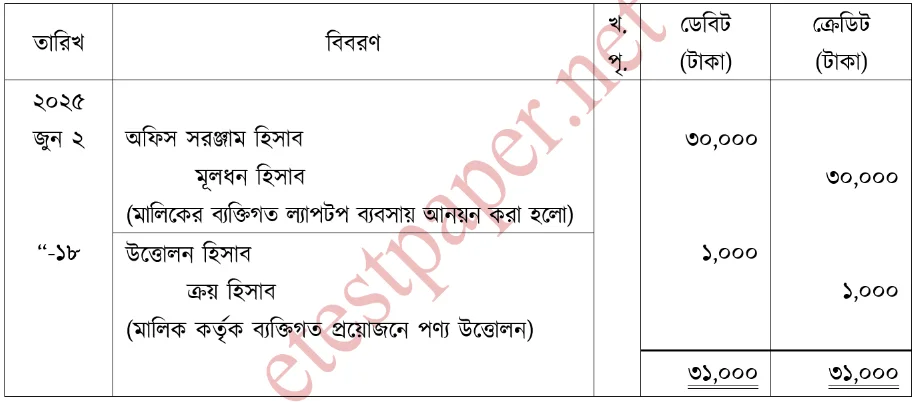 তারিখ বিবরণ খ. পৃ. ডেবিট (টাকা) ক্রেডিট (টাকা)
২০২৫
জুন ২ অফিস সরঞ্জাম হিসাব ৩০,০০০
মূলধন হিসাব ৩০,০০০
(মালিকের ব্যক্তিগত ল্যাপটপ ব্যবসায় আনয়ন করা হলো)
“-১৮ উত্তোলন হিসাব ১,০০০
ক্রয় হিসাব ১,০০০
(মালিক কর্তৃক ব্যক্তিগত প্রয়োজনে পণ্য উত্তোলন)
৩১,০০০ ৩১,০০০
etestpaper.net